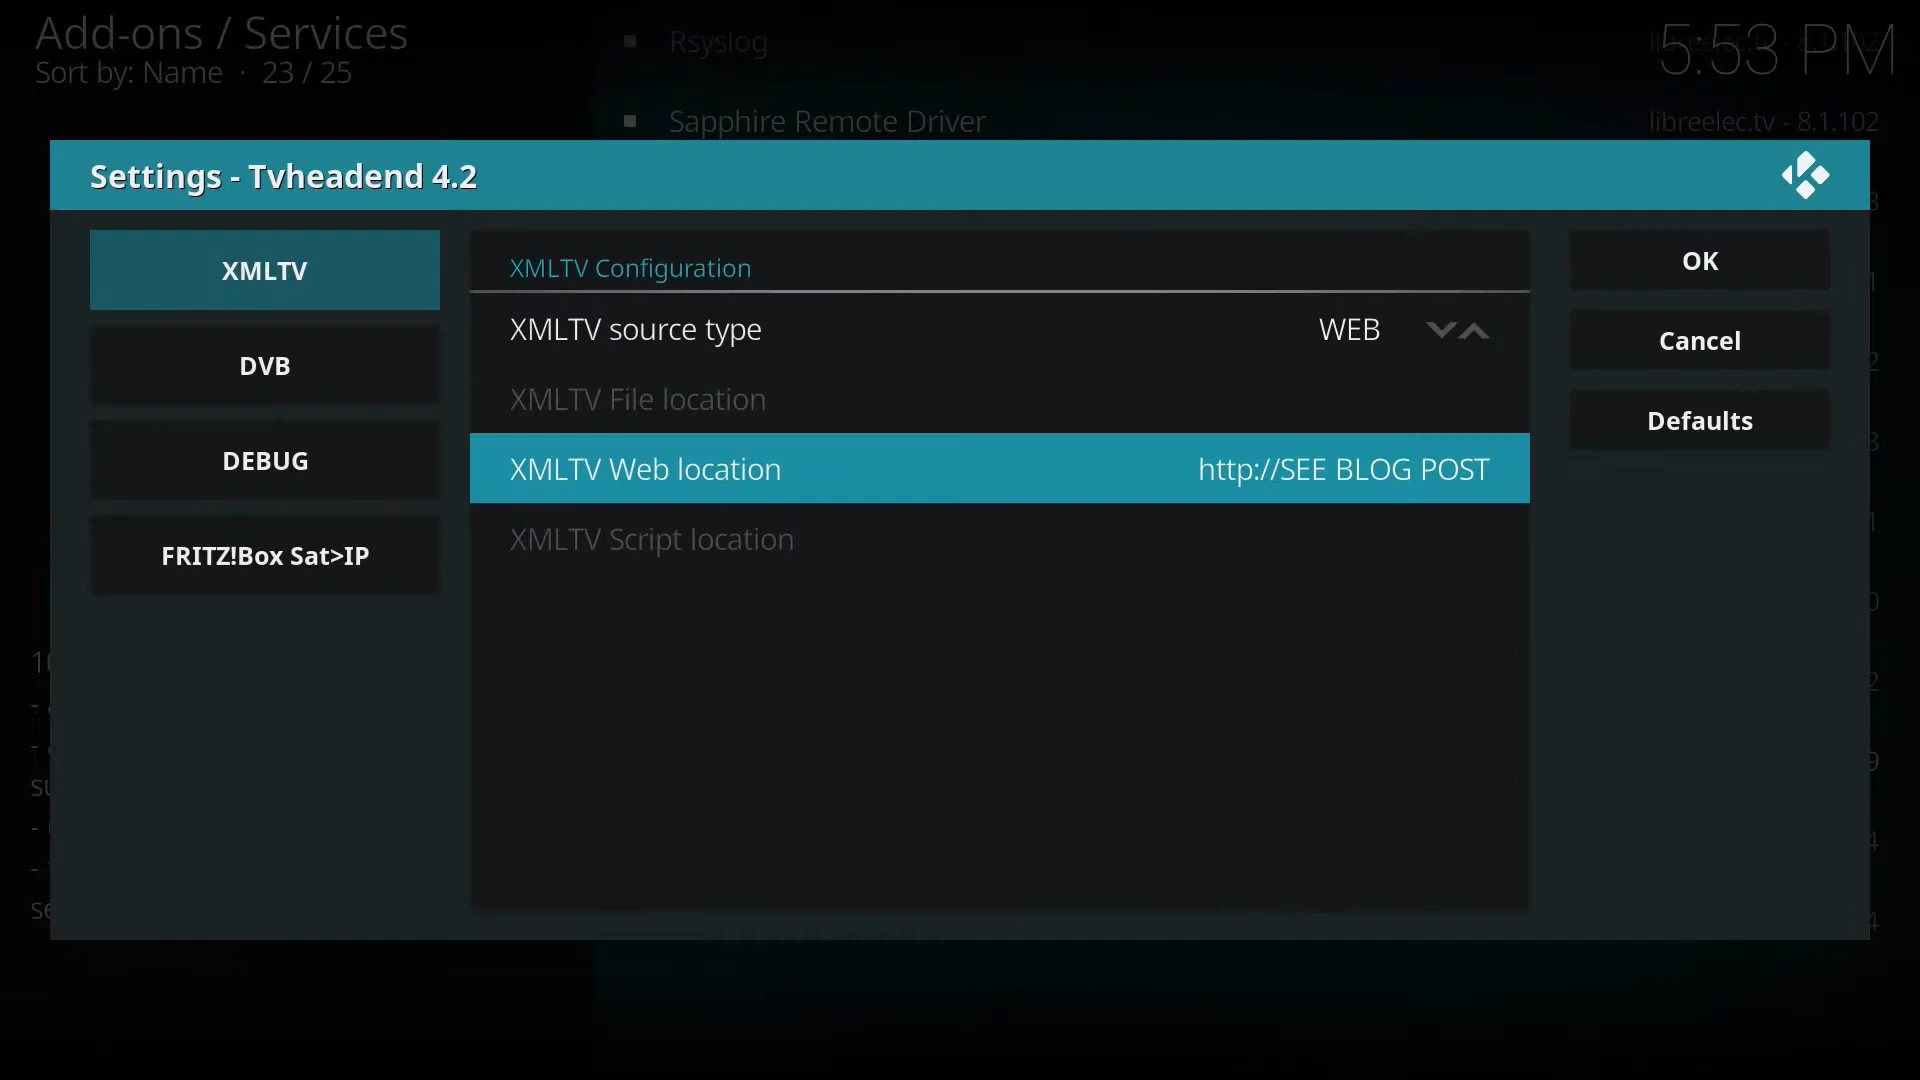 Add-ons / Services
Sort by: Name · 23 / 25
Rsyslog
5:53 PM
Sapphire Remote Driver
libreelec.tv - 8.1.102
Settings - Tvheadend 4.2
XMLTV
DVB
DEBUG
FRITZ!Box Sat>IP
XMLTV Configuration
XMLTV source type WEB
XMLTV File location
XMLTV Web location http://SEE BLOG POST
XMLTV Script location
OK
Cancel
Defaults